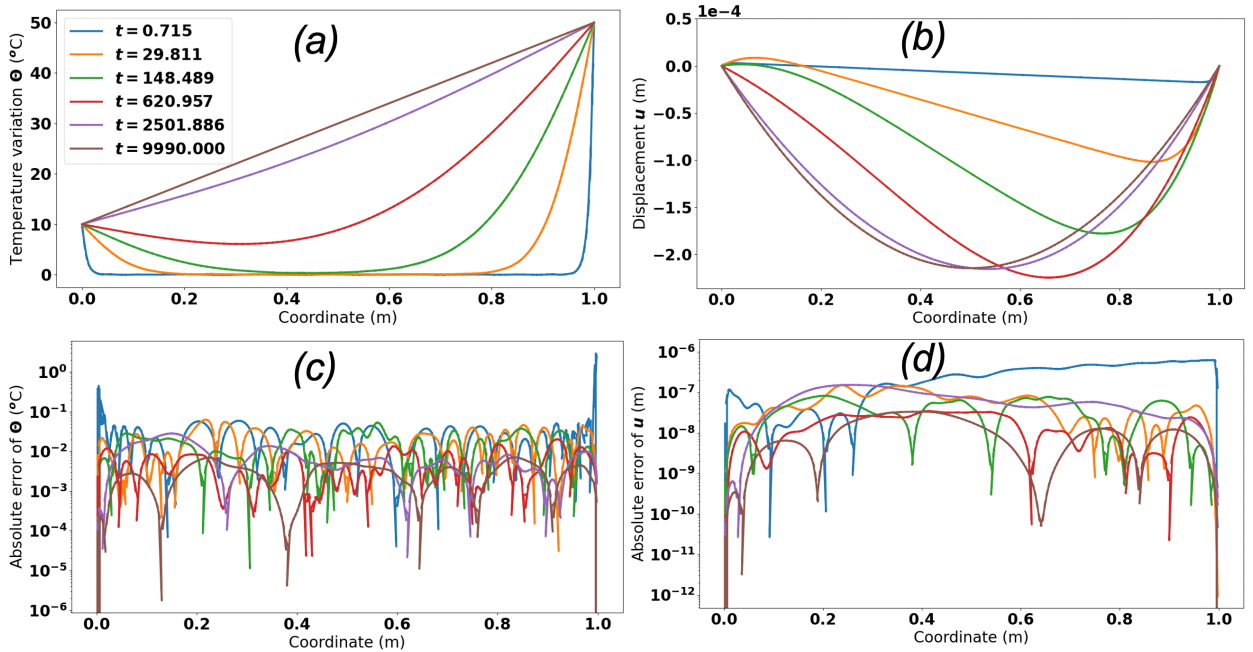 (a)
Temperature variation Θ (°C)
50
40
30
20
10
0
t = 0.715
t = 29.811
t = 148.489
t = 620.957
t = 2501.886
t = 9990.000
0.0 0.2 0.4 0.6 0.8 1.0
Coordinate (m)
(b)
1e−4
Displacement u (m)
0.5
0.0
−0.5
−1.0
−1.5
−2.0
0.0 0.2 0.4 0.6 0.8 1.0
Coordinate (m)
(c)
Absolute error of Θ (°C)
10⁰
10⁻¹
10⁻²
10⁻³
10⁻⁴
10⁻⁵
10⁻⁶
0.0 0.2 0.4 0.6 0.8 1.0
Coordinate (m)
(d)
Absolute error of u (m)
10⁻⁶
10⁻⁷
10⁻⁸
10⁻⁹
10⁻¹⁰
10⁻¹¹
10⁻¹²
0.0 0.2 0.4 0.6 0.8 1.0
Coordinate (m)